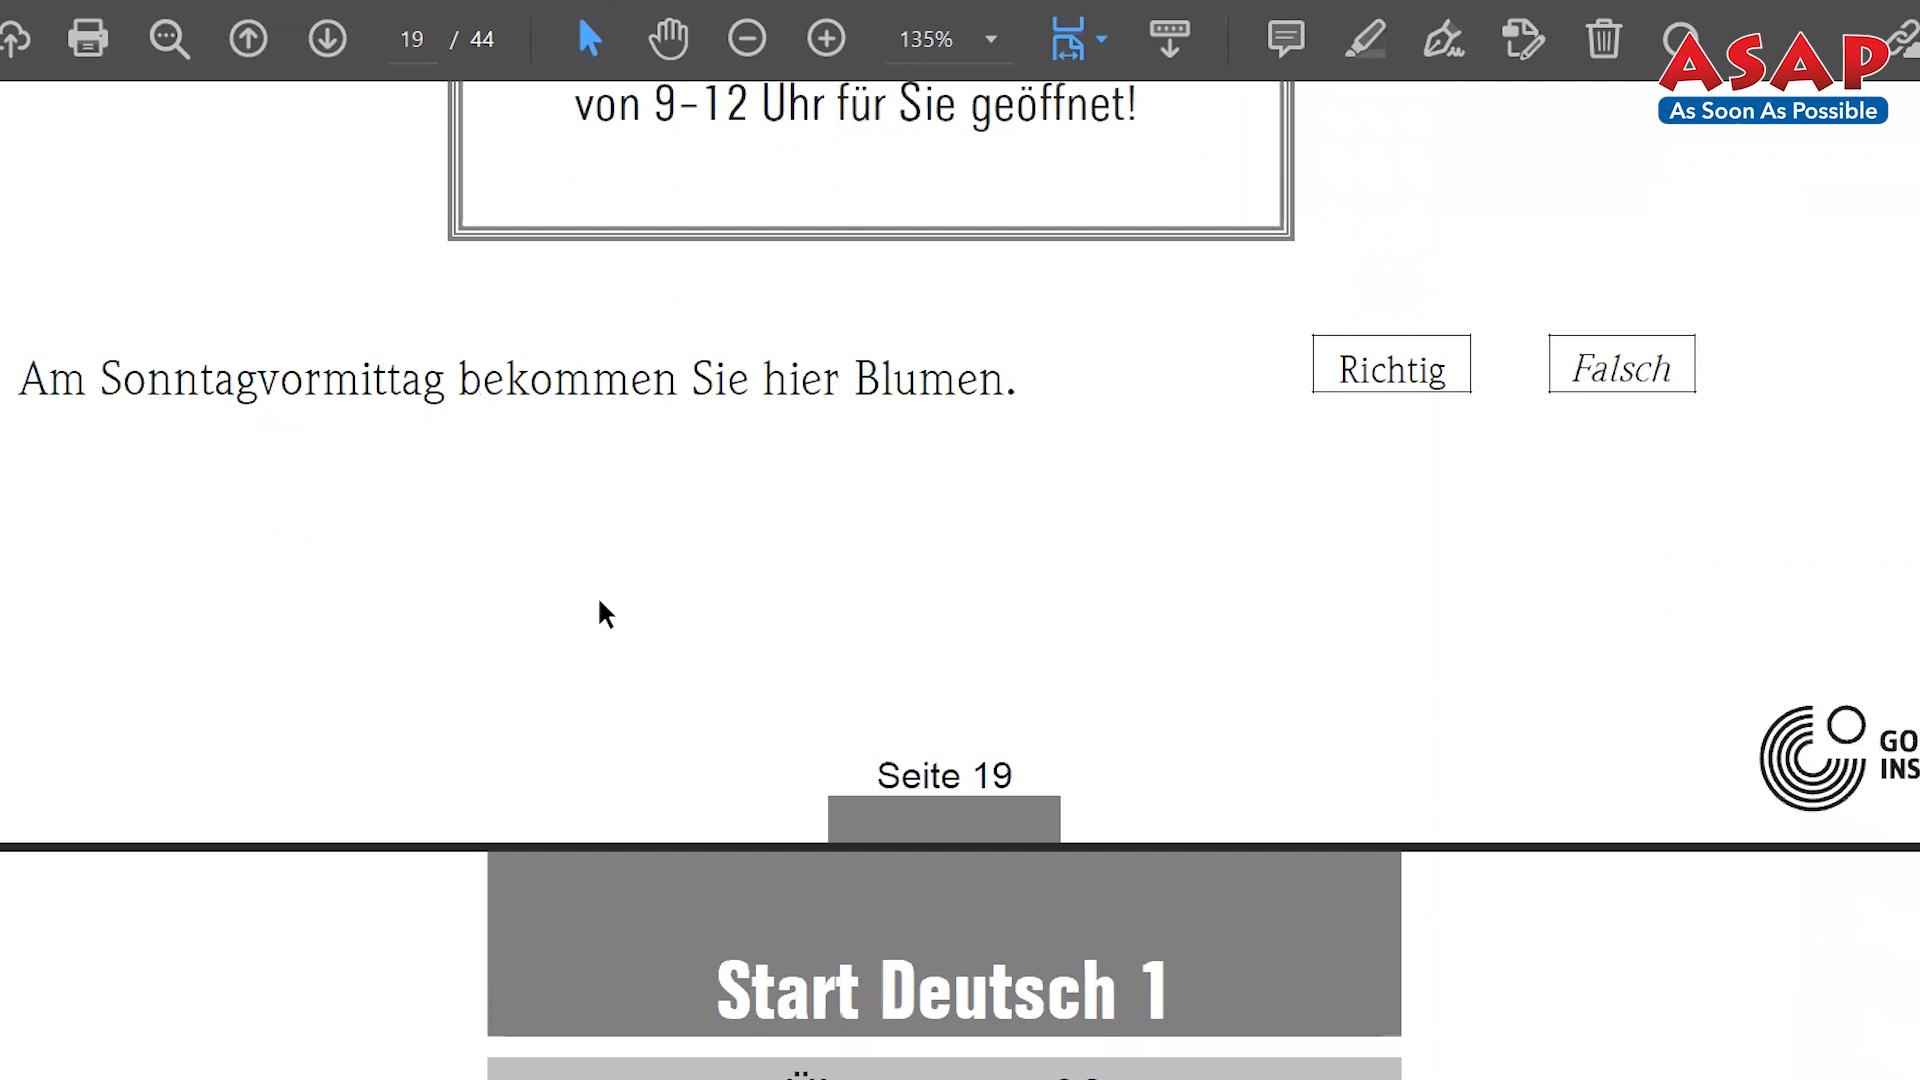 19 / 44
135%
ASAP
As Soon As Possible
von 9–12 Uhr für Sie geöffnet!
Am Sonntagvormittag bekommen Sie hier Blumen.
Richtig
Falsch
Seite 19
GO
INS
Start Deutsch 1